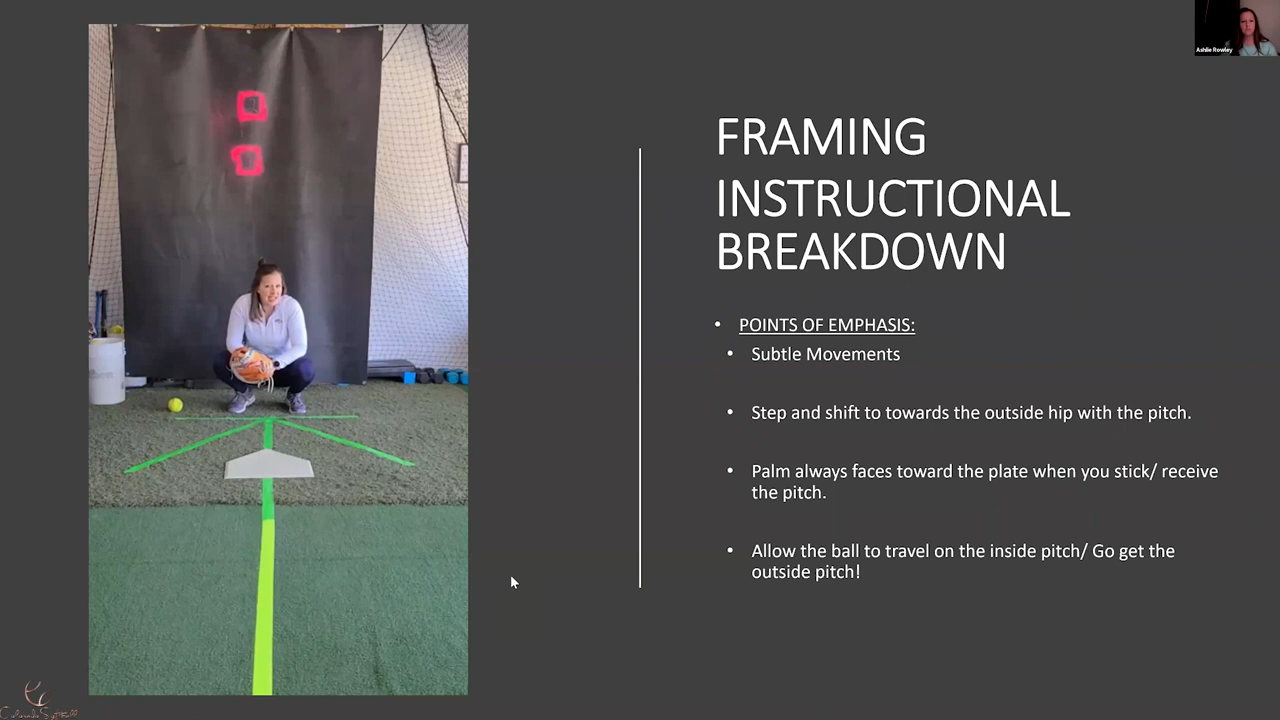 Ashlie Rowley
FRAMING
INSTRUCTIONAL
BREAKDOWN
• POINTS OF EMPHASIS:
• Subtle Movements
• Step and shift to towards the outside hip with the pitch.
• Palm always faces toward the plate when you stick/ receive
the pitch.
• Allow the ball to travel on the inside pitch/ Go get the
outside pitch!